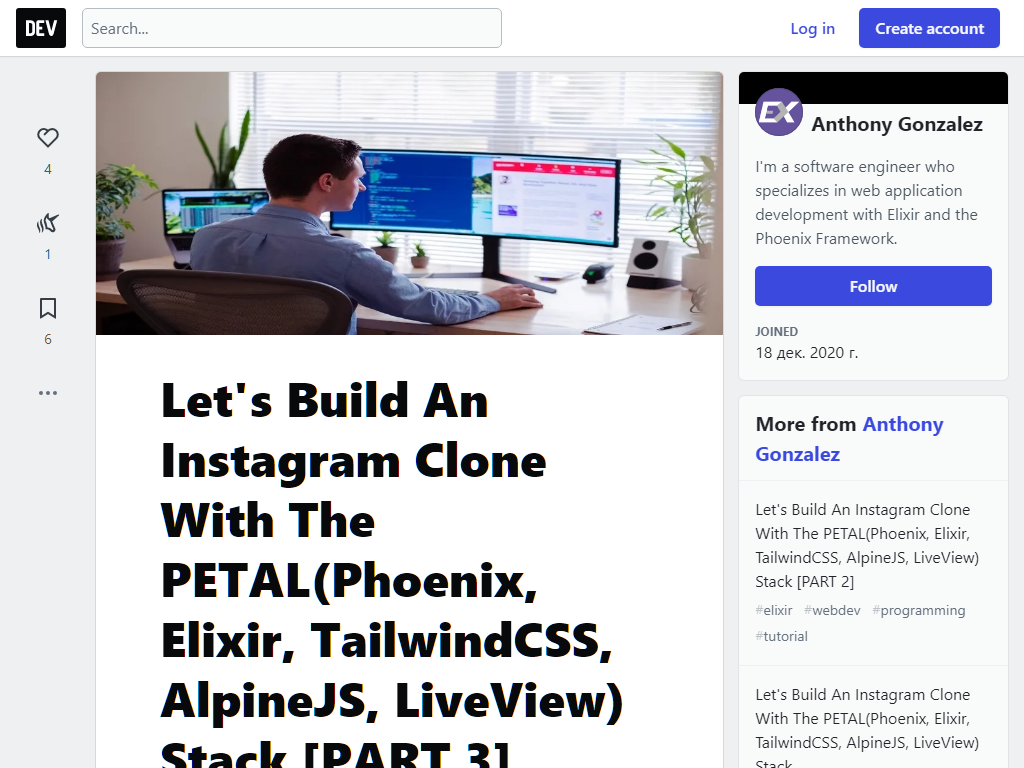 DEV
Search...
Log in
Create account
4
1
6
Let's Build An
Instagram Clone
With The
PETAL(Phoenix,
Elixir, TailwindCSS,
AlpineJS, LiveView)
Stack [PART 3]
EX
Anthony Gonzalez
I'm a software engineer who
specializes in web application
development with Elixir and the
Phoenix Framework.
Follow
JOINED
18 дек. 2020 г.
More from Anthony
Gonzalez
Let's Build An Instagram Clone
With The PETAL(Phoenix, Elixir,
TailwindCSS, AlpineJS, LiveView)
Stack [PART 2]
#elixir #webdev #programming
#tutorial
Let's Build An Instagram Clone
With The PETAL(Phoenix, Elixir,
TailwindCSS, AlpineJS, LiveView)
Stack